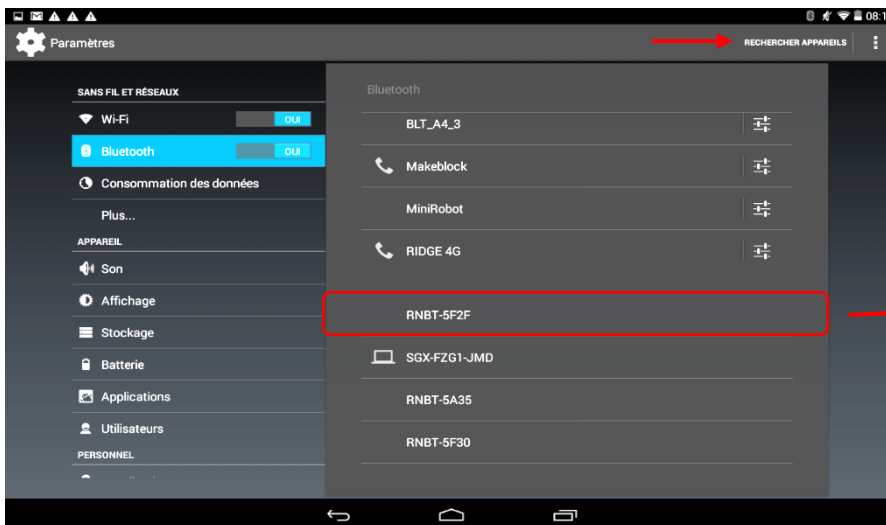 08:1
Paramètres
RECHERCHER APPAREILS
SANS FIL ET RÉSEAUX
Wi-Fi
OUI
Bluetooth
OUI
Consommation des données
Plus...
APPAREIL
Son
Affichage
Stockage
Batterie
Applications
Utilisateurs
PERSONNEL
Bluetooth
BLT_A4_3
Makeblock
MiniRobot
RIDGE 4G
RNBT-5F2F
SGX-FZG1-JMD
RNBT-5A35
RNBT-5F30